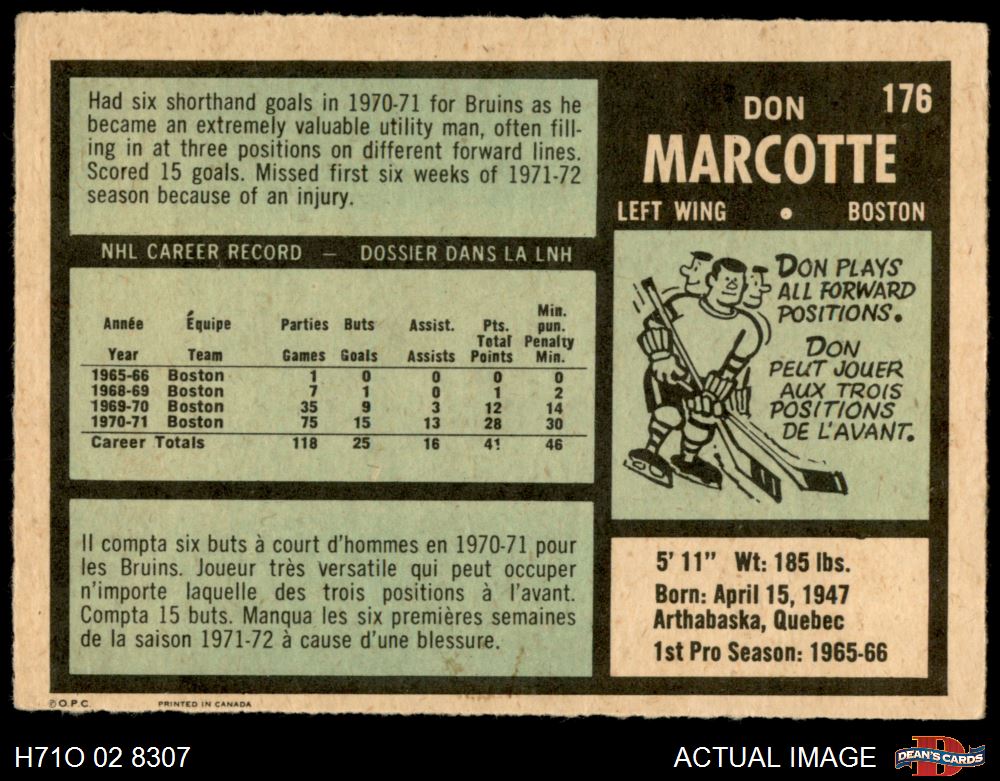 Had six shorthand goals in 1970-71 for Bruins as he
became an extremely valuable utility man, often fill-
ing in at three positions on different forward lines.
Scored 15 goals. Missed first six weeks of 1971-72
season because of an injury.
176
DON
MARCOTTE
LEFT WING • BOSTON
NHL CAREER RECORD — DOSSIER DANS LA LNH
Année Équipe Parties Buts Assist. Pts. Total Min. pun.
Year Team Games Goals Assists Points Penalty Min.
1965-66 Boston 1 0 0 0 0
1968-69 Boston 7 1 0 1 2
1969-70 Boston 35 9 3 12 14
1970-71 Boston 75 15 13 28 30
Career Totals 118 25 16 41 46
DON PLAYS
ALL FORWARD
POSITIONS.
DON
PEUT JOUER
AUX TROIS
POSITIONS
DE L'AVANT.
Il compta six buts à court d'hommes en 1970-71 pour
les Bruins. Joueur très versatile qui peut occuper
n'importe laquelle des trois positions à l'avant.
Compta 15 buts. Manqua les six premières semaines
de la saison 1971-72 à cause d'une blessure.
5' 11" Wt: 185 lbs.
Born: April 15, 1947
Arthabaska, Quebec
1st Pro Season: 1965-66
© O.P.C. PRINTED IN CANADA
H71O 02 8307
ACTUAL IMAGE
D
DEAN'S CARDS